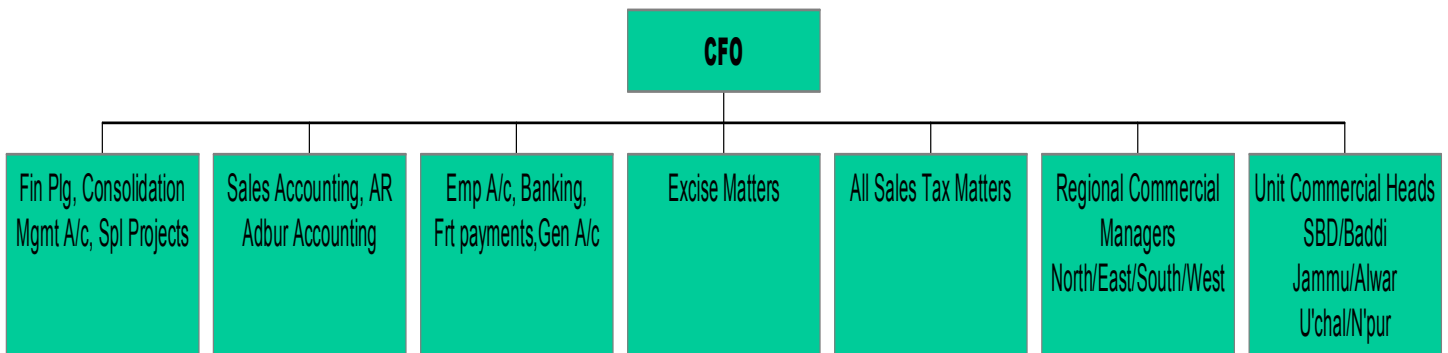 CFO
Fin Plg, Consolidation
Mgmt A/c, Spl Projects
Sales Accounting, AR
Adbur Accounting
Emp A/c, Banking,
Frt payments,Gen A/c
Excise Matters
All Sales Tax Matters
Regional Commercial
Managers
North/East/South/West
Unit Commercial Heads
SBD/Baddi
Jammu/Alwar
U'chal/N'pur